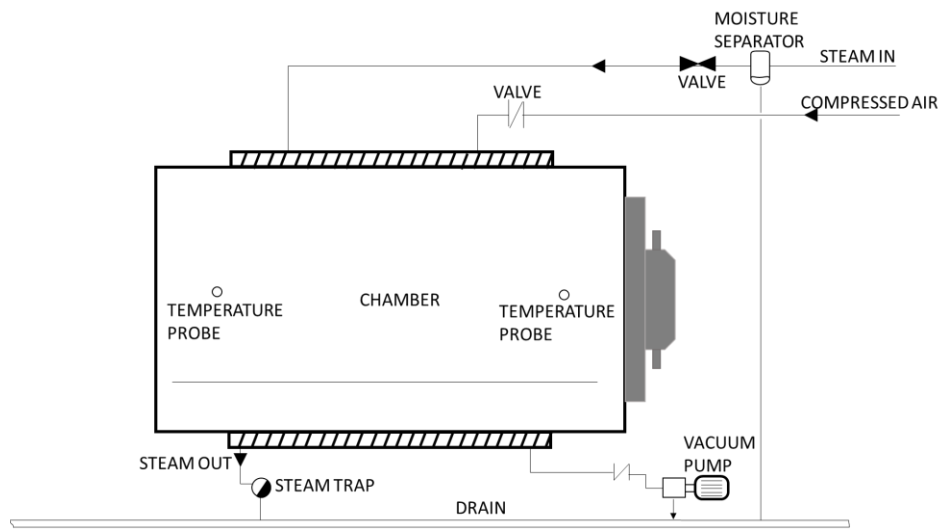 MOISTURE
SEPARATOR
STEAM IN
VALVE
VALVE
COMPRESSED AIR
CHAMBER
TEMPERATURE
PROBE
TEMPERATURE
PROBE
STEAM OUT
STEAM TRAP
VACUUM
PUMP
DRAIN